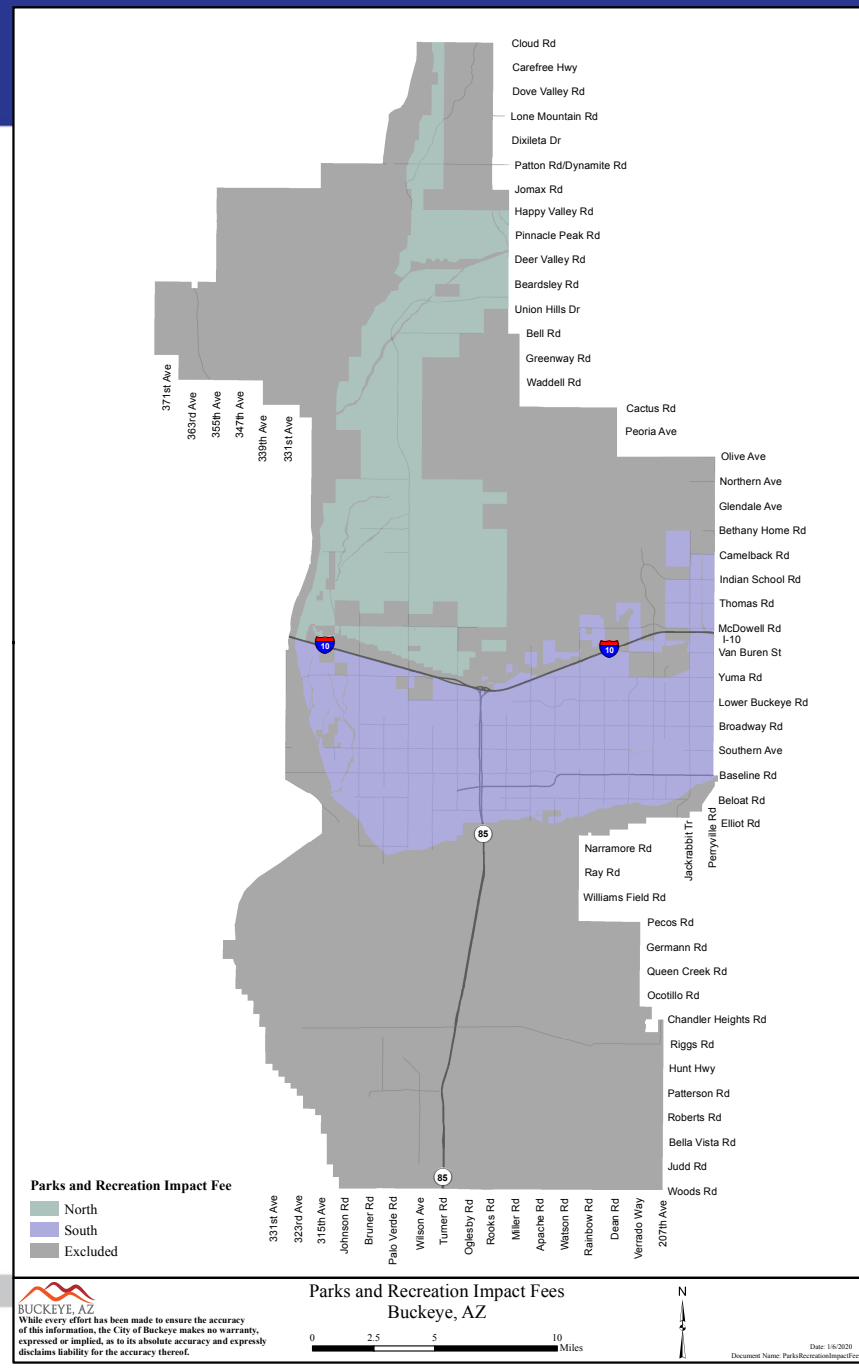 Cloud Rd
Carefree Hwy
Dove Valley Rd
Lone Mountain Rd
Dixileta Dr
Patton Rd/Dynamite Rd
Jomax Rd
Happy Valley Rd
Pinnacle Peak Rd
Deer Valley Rd
Beardsley Rd
Union Hills Dr
Bell Rd
Greenway Rd
Waddell Rd
371st Ave
363rd Ave
355th Ave
347th Ave
339th Ave
331st Ave
Cactus Rd
Peoria Ave
Olive Ave
Northern Ave
Glendale Ave
Bethany Home Rd
Camelback Rd
Indian School Rd
Thomas Rd
McDowell Rd
I-10
10
10
Van Buren St
Yuma Rd
Lower Buckeye Rd
Broadway Rd
Southern Ave
Baseline Rd
Beloat Rd
Elliot Rd
Jackrabbit Tr
Perryville Rd
85
Narramore Rd
Ray Rd
Williams Field Rd
Pecos Rd
Germann Rd
Queen Creek Rd
Ocotillo Rd
Chandler Heights Rd
Riggs Rd
Hunt Hwy
Patterson Rd
Roberts Rd
Bella Vista Rd
Judd Rd
Woods Rd
85
Parks and Recreation Impact Fee
North
South
Excluded
331st Ave
323rd Ave
315th Ave
Johnson Rd
Bruner Rd
Palo Verde Rd
Wilson Ave
Turner Rd
Oglesby Rd
Rooks Rd
Miller Rd
Apache Rd
Watson Rd
Rainbow Rd
Dean Rd
Verrado Way
207th Ave
BUCKEYE, AZ
While every effort has been made to ensure the accuracy
of this information, the City of Buckeye makes no warranty,
expressed or implied, as to its absolute accuracy and expressly
disclaims liability for the accuracy thereof.
Parks and Recreation Impact Fees
Buckeye, AZ
0 2.5 5 10
Miles
N
Date: 1/6/2020
Document Name: ParksRecreationImpactFee